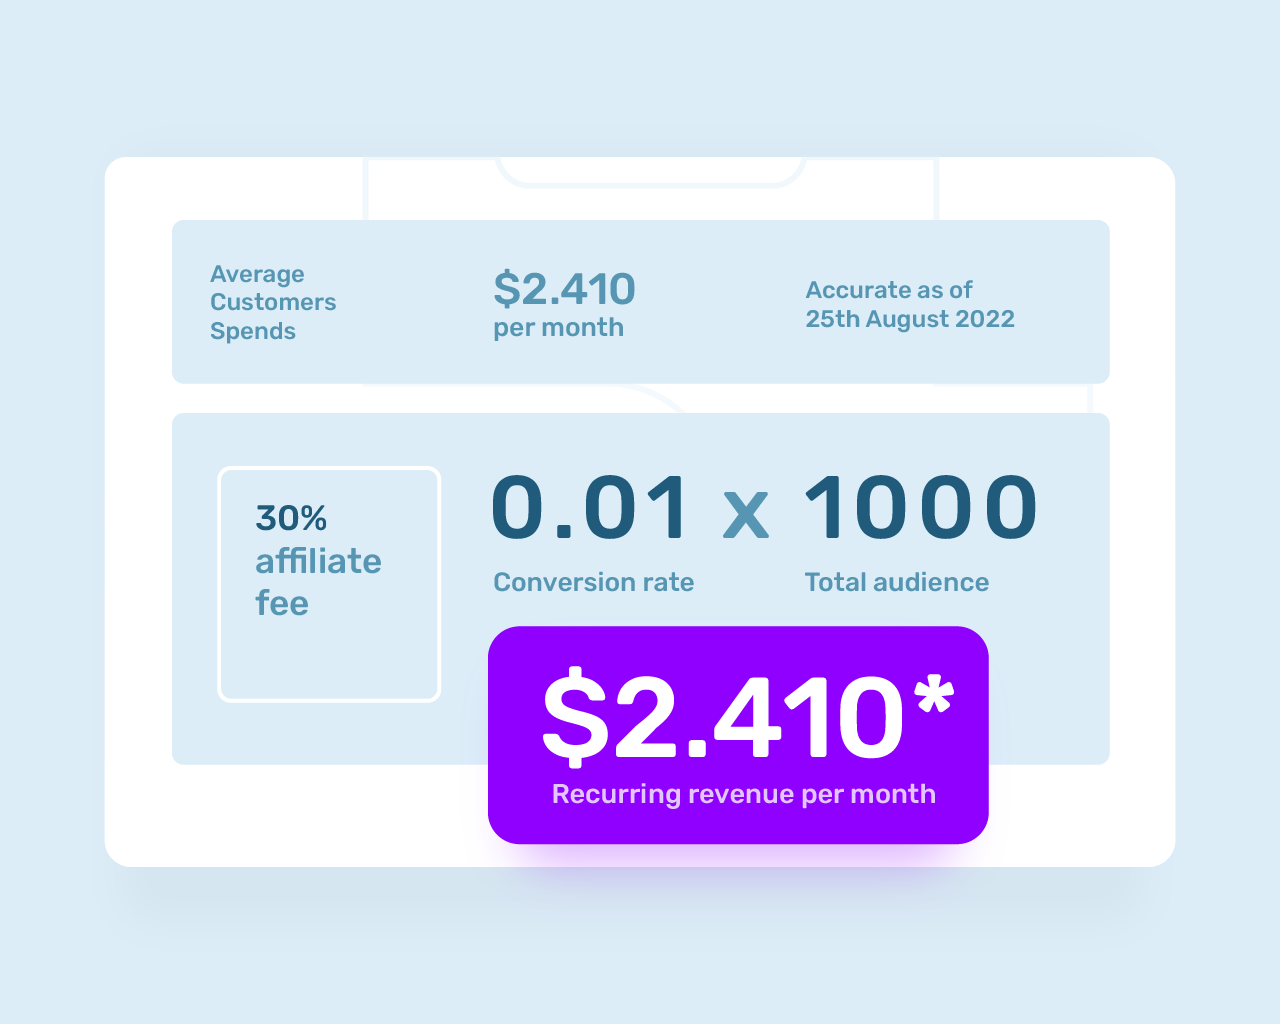 Average
Customers
Spends
$2.410
per month
Accurate as of
25th August 2022
30%
affiliate
fee
0.01 x 1000
Conversion rate
Total audience
$2.410*
Recurring revenue per month